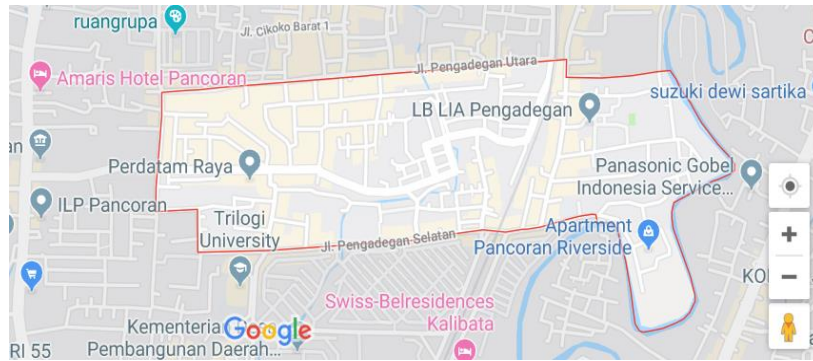 ruangrupa
Jl. Cikoko Barat 1
Jl. Pengadegan Utara
Amaris Hotel Pancoran
suzuki dewi sartika
LB LIA Pengadegan
an
Perdatam Raya
Panasonic Gobel
Indonesia Service...
ILP Pancoran
Trilogi
University
Apartment
Pancoran Riverside
Jl. Pengadegan Selatan
KO
Swiss-Belresidences
Kalibata
Kementeria
Google
RI 55
Pembangunan Daerah...